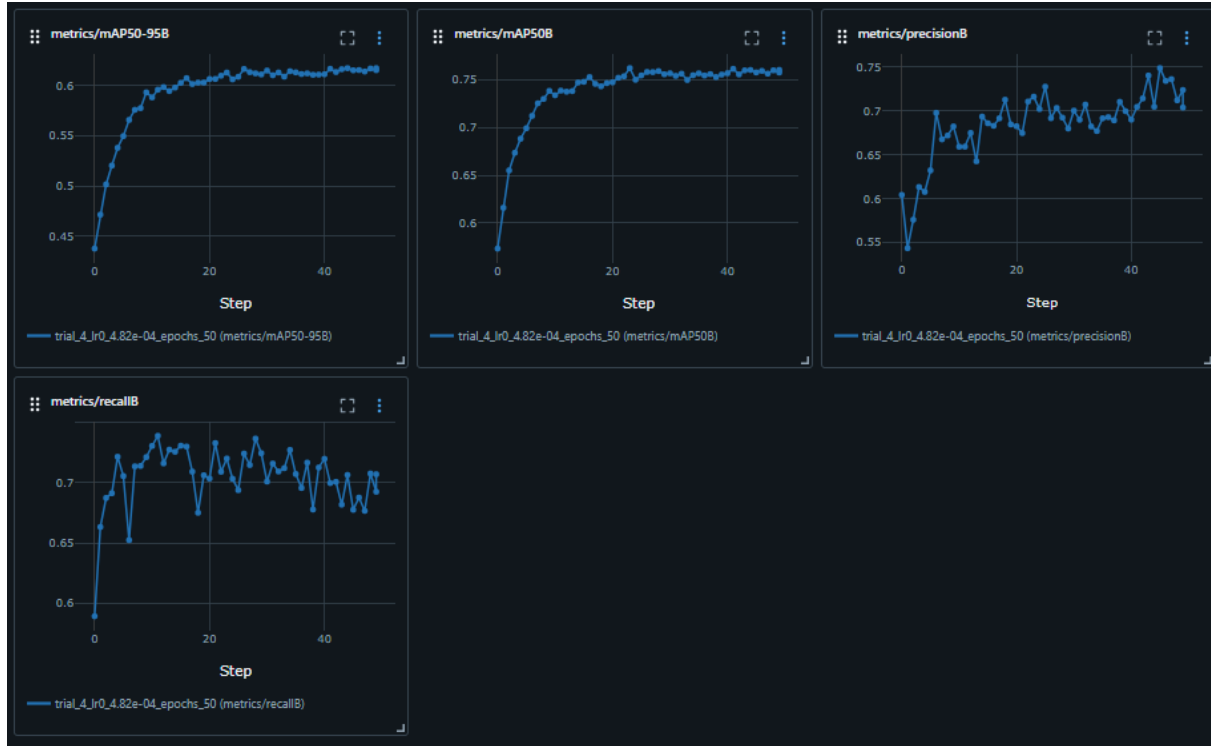 metrics/mAP50-95B
0.6
0.55
0.5
0.45
0
20
40
Step
trial_4_lr0_4.82e-04_epochs_50 (metrics/mAP50-95B)
metrics/mAP50B
0.75
0.7
0.65
0.6
0
20
40
Step
trial_4_lr0_4.82e-04_epochs_50 (metrics/mAP50B)
metrics/precisionB
0.75
0.7
0.65
0.6
0.55
0
20
40
Step
trial_4_lr0_4.82e-04_epochs_50 (metrics/precisionB)
metrics/recallB
0.7
0.65
0.6
0
20
40
Step
trial_4_lr0_4.82e-04_epochs_50 (metrics/recallB)